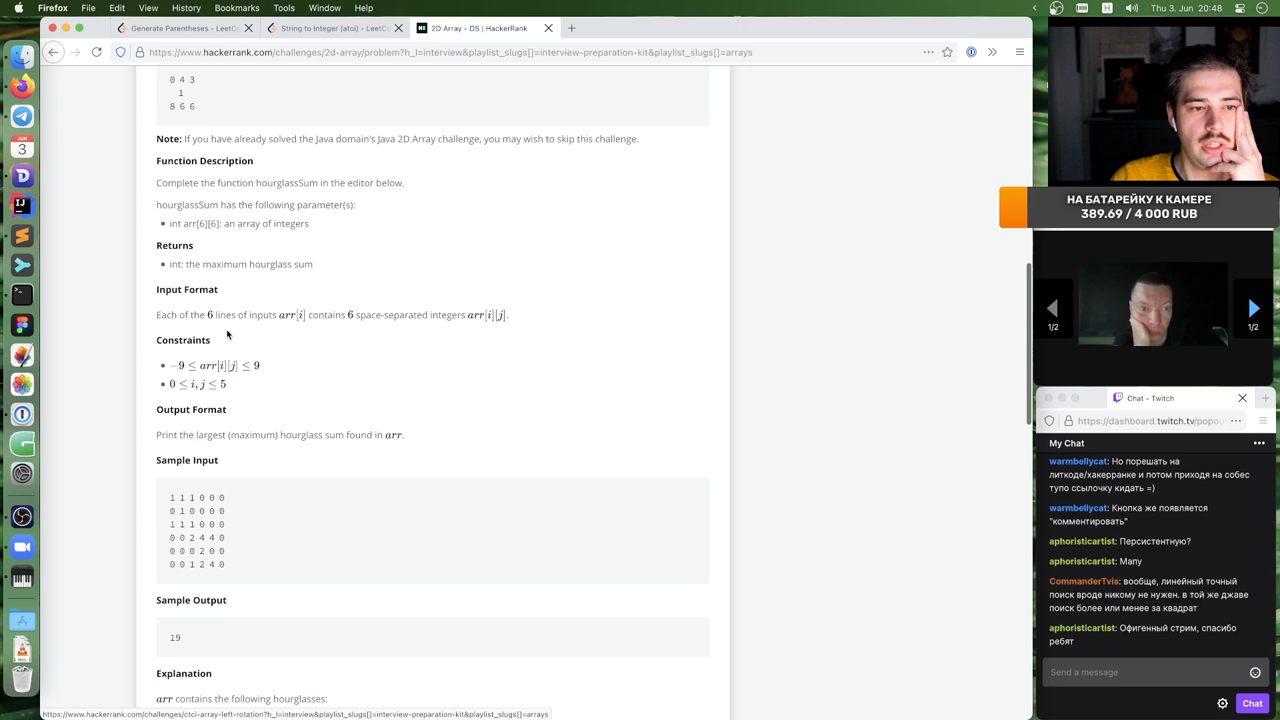 Firefox File Edit View History Bookmarks Tools Window Help
Generate Parentheses - LeetCo
String to Integer (atoi) - LeetCo
2D Array - DS | HackerRank
https://www.hackerrank.com/challenges/2d-array/problem?h_l=interview&playlist_slugs[]=interview-preparation-kit&playlist_slugs[]=arrays
0 4 3
1
8 6 6
Note: If you have already solved the Java domain's Java 2D Array challenge, you may wish to skip this challenge.
Function Description
Complete the function hourglassSum in the editor below.
hourglassSum has the following parameter(s):
• int arr[6][6]: an array of integers
Returns
• int: the maximum hourglass sum
Input Format
Each of the 6 lines of inputs arr[i] contains 6 space-separated integers arr[i][j].
Constraints
• −9 ≤ arr[i][j] ≤ 9
• 0 ≤ i, j ≤ 5
Output Format
Print the largest (maximum) hourglass sum found in arr.
Sample Input
1 1 1 0 0 0
0 1 0 0 0 0
1 1 1 0 0 0
0 0 2 4 4 0
0 0 0 2 0 0
0 0 1 2 4 0
Sample Output
19
Explanation
arr contains the following hourglasses:
https://www.hackerrank.com/challenges/ctci-array-left-rotation?h_l=interview&playlist_slugs[]=interview-preparation-kit&playlist_slugs[]=arrays
JUN
3
НА БАТАРЕЙКУ К КАМЕРЕ
389.69 / 4 000 RUB
1/2
1/2
Chat - Twitch
https://dashboard.twitch.tv/popou
My Chat
warmbellycat: Но порешать на
литкоде/хакерранке и потом приходя на собес
тупо ссылочку кидать =)
warmbellycat: Кнопка же появляется
"комментировать"
aphoristicartist: Персистентную?
aphoristicartist: Мапу
CommanderTvis: вообще, линейный точный
поиск вроде никому не нужен. в той же джаве
поиск более или менее за квадрат
aphoristicartist: Офигенный стрим, спасибо
ребят
Send a message
Chat